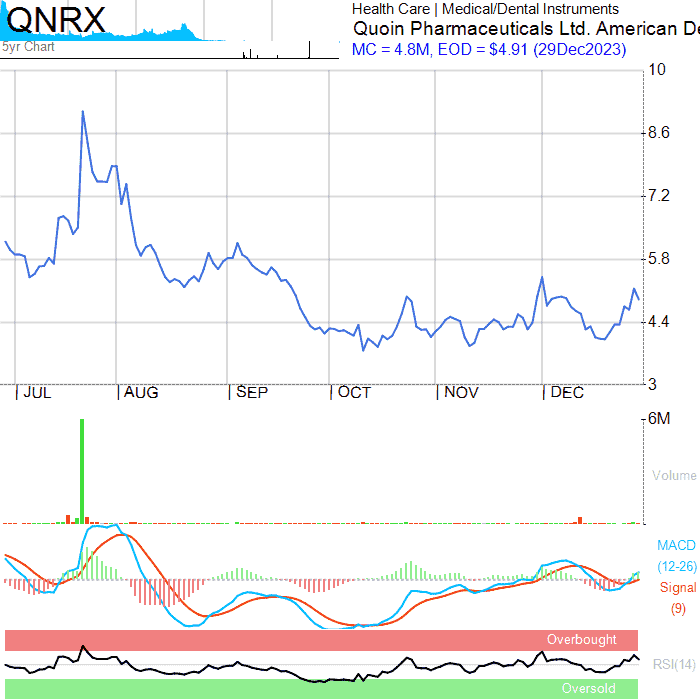 QNRX
5yr Chart
Health Care | Medical/Dental Instruments
Quoin Pharmaceuticals Ltd. American De
MC = 4.8M, EOD = $4.91 (29Dec2023)
10
8.6
7.2
5.8
4.4
3
JUL AUG SEP OCT NOV DEC
6M
Volume
MACD
(12-26)
Signal
(9)
Overbought
RSI(14)
Oversold